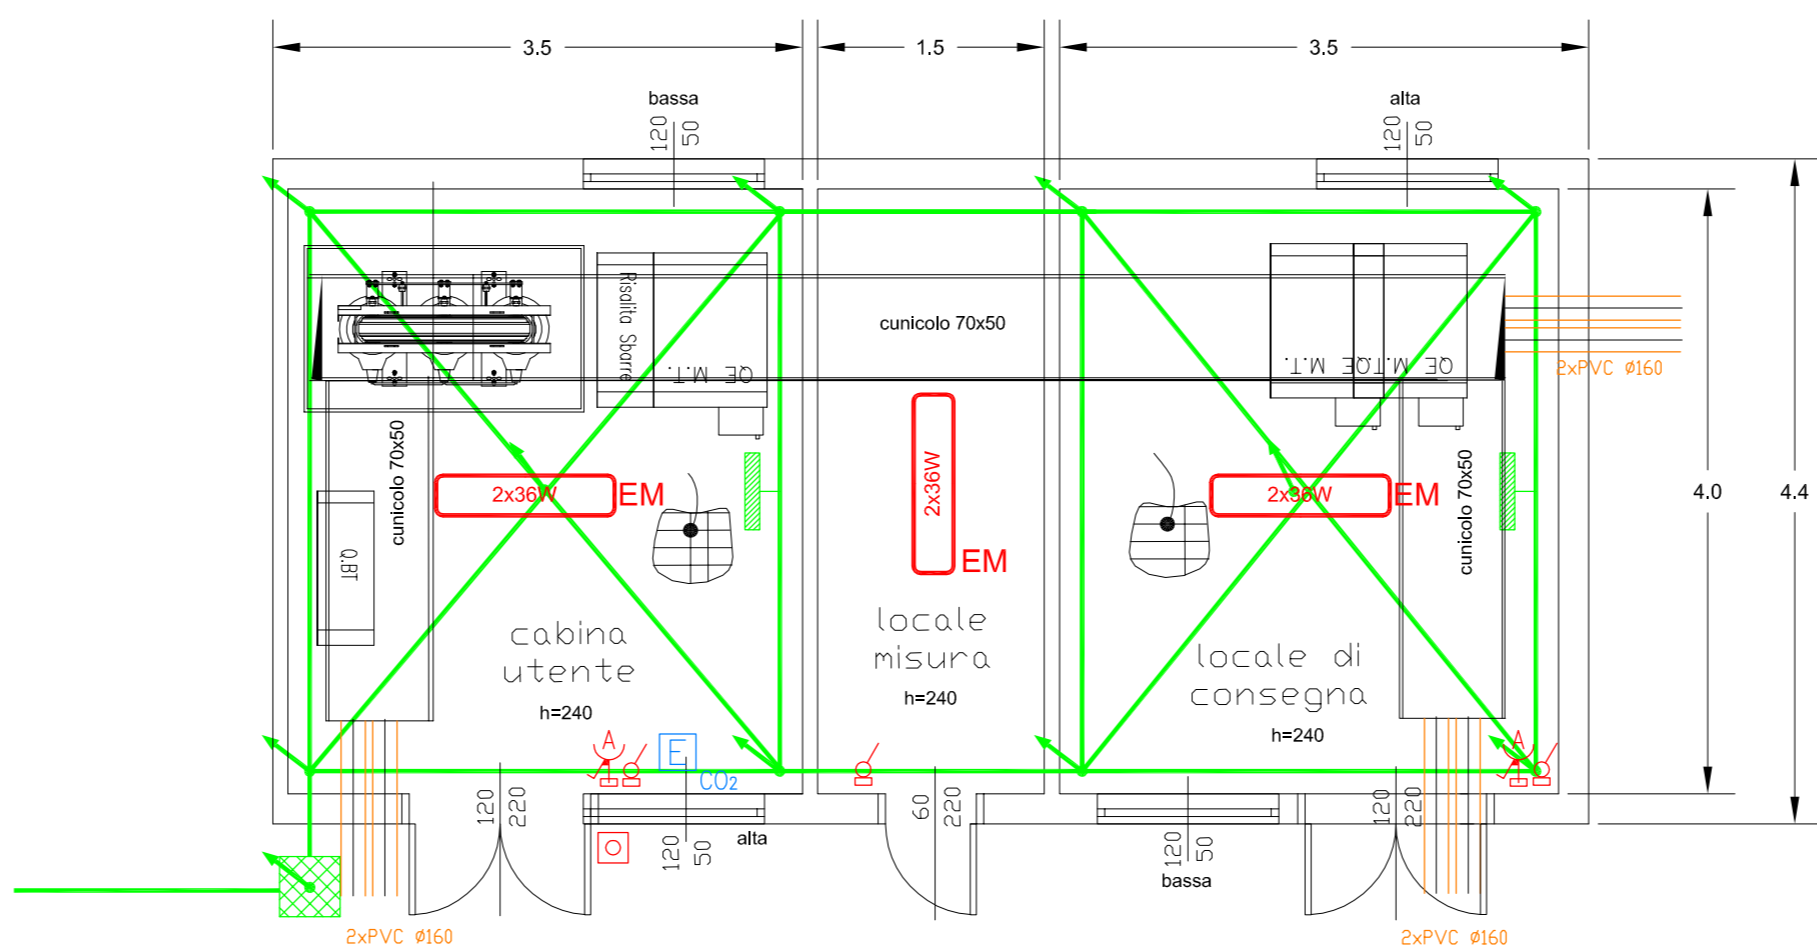 3.5
1.5
3.5
bassa
alta
120
50
120
50
Risalita Sbarre
QE M.T.
cunicolo 70x50
QE M.T.
QE M.T.
2xPVC Ø160
cunicolo 70x50
2x36W
EM
2x36W
EM
2x36W
EM
cunicolo 70x50
4.0
4.4
Q.BT
cabina
utente
h=240
locale
misura
h=240
locale di
consegna
h=240
A
E
CO2
A
120
220
60
220
120
220
120
50
alta
120
50
bassa
2xPVC Ø160
2xPVC Ø160